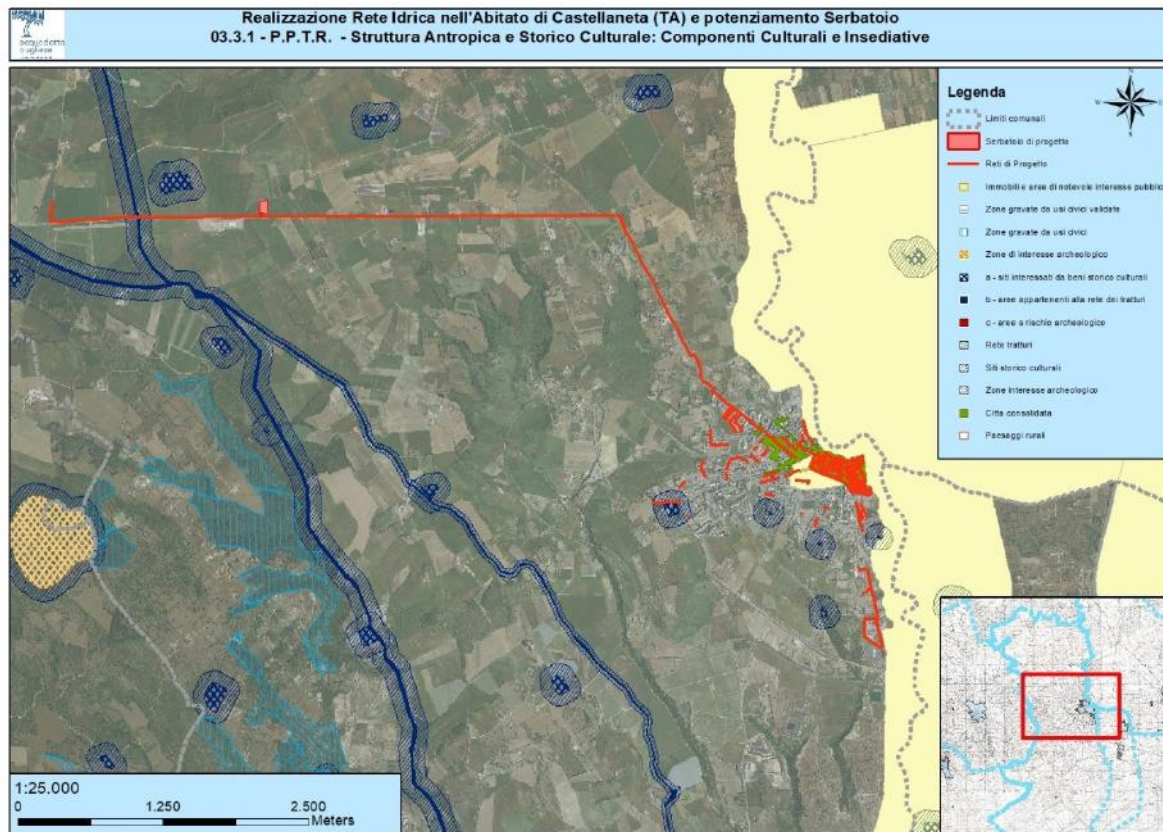 Realizzazione Rete Idrica nell'Abitato di Castellaneta (TA) e potenziamento Serbatoio
03.3.1 - P.P.T.R. - Struttura Antropica e Storico Culturale: Componenti Culturali e Insediative
acquedotto
pugliese
Legenda
N
W
E
S
Limiti comunali
Serbatoio di progetto
Reti di Progetto
Immobili e aree di notevole interesse pubblico
Zone gravate da usi civici validate
Zone gravate da usi civici
Zone di interesse archeologico
a - siti interessati da beni storico culturali
b - aree appartenenti alla rete dei tratturi
c - aree a rischio archeologico
Rete tratturi
Siti storico culturali
Zone interesse archeologico
Città consolidata
Paesaggi rurali
1:25.000
0 1.250 2.500
Meters